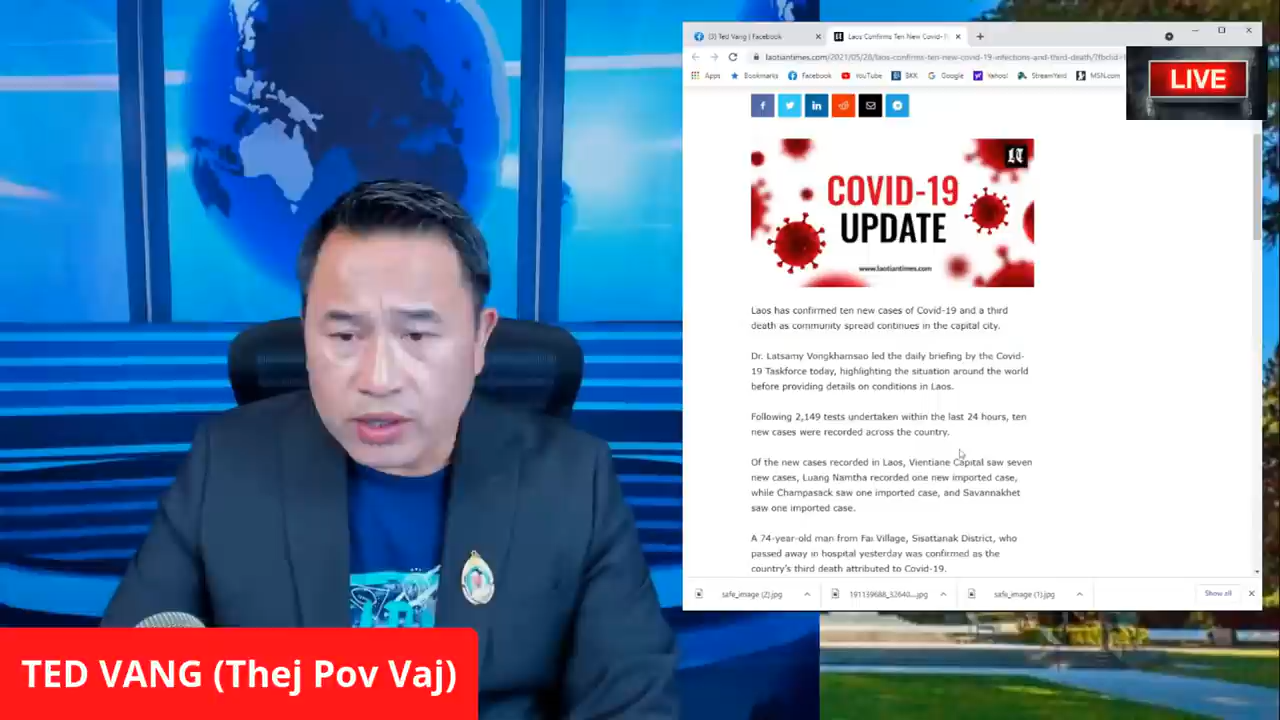 (3) Ted Vang | Facebook
Laos Confirms Ten New Covid-1
laotiantimes.com/2021/05/28/laos-confirms-ten-new-covid-19-infections-and-third-death/?fbclid=
Apps
Bookmarks
Facebook
YouTube
BKK
Google
Yahoo!
StreamYard
MSN.com
LIVE
LT
COVID-19
UPDATE
www.laotiantimes.com
Laos has confirmed ten new cases of Covid-19 and a third
death as community spread continues in the capital city.
Dr. Latsamy Vongkhamsao led the daily briefing by the Covid-
19 Taskforce today, highlighting the situation around the world
before providing details on conditions in Laos.
Following 2,149 tests undertaken within the last 24 hours, ten
new cases were recorded across the country.
Of the new cases recorded in Laos, Vientiane Capital saw seven
new cases, Luang Namtha recorded one new imported case,
while Champasack saw one imported case, and Savannakhet
saw one imported case.
A 74-year-old man from Fai Village, Sisattanak District, who
passed away in hospital yesterday was confirmed as the
country's third death attributed to Covid-19.
safe_image (2).jpg
191139688_32640....jpg
safe_image (1).jpg
Show all
TED VANG (Thej Pov Vaj)